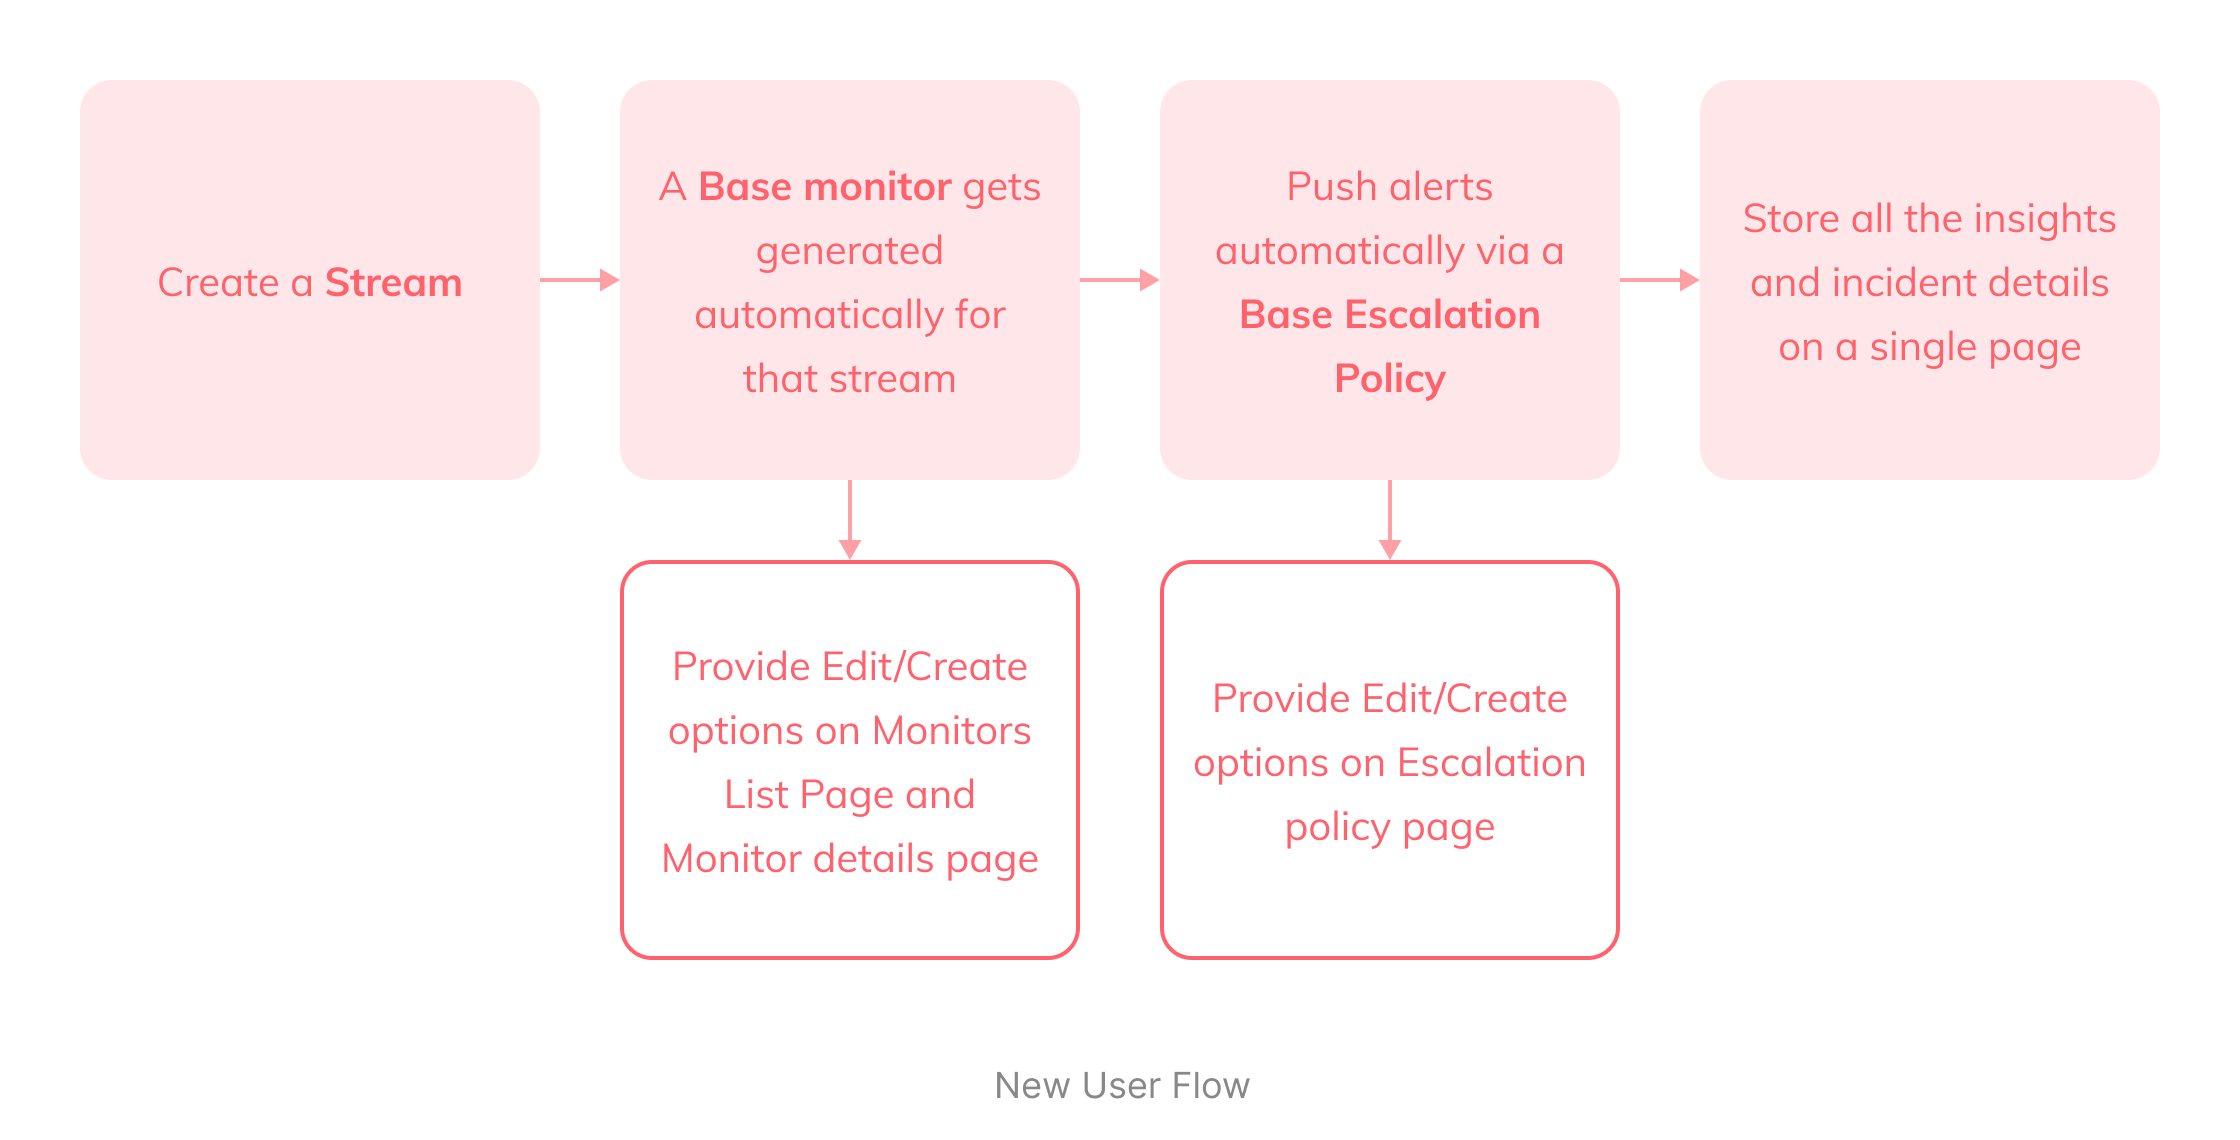 Create a Stream
A Base monitor gets
generated
automatically for
that stream
Push alerts
automatically via a
Base Escalation
Policy
Store all the insights
and incident details
on a single page
Provide Edit/Create
options on Monitors
List Page and
Monitor details page
Provide Edit/Create
options on Escalation
policy page
New User Flow